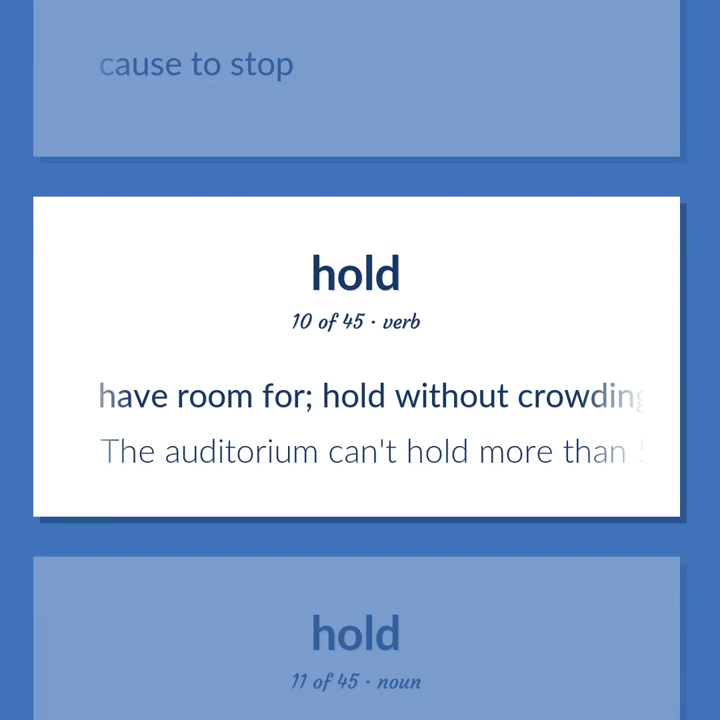 cause to stop
hold
10 of 45 · verb
have room for; hold without crowding
The auditorium can't hold more than
hold
11 of 45 · noun